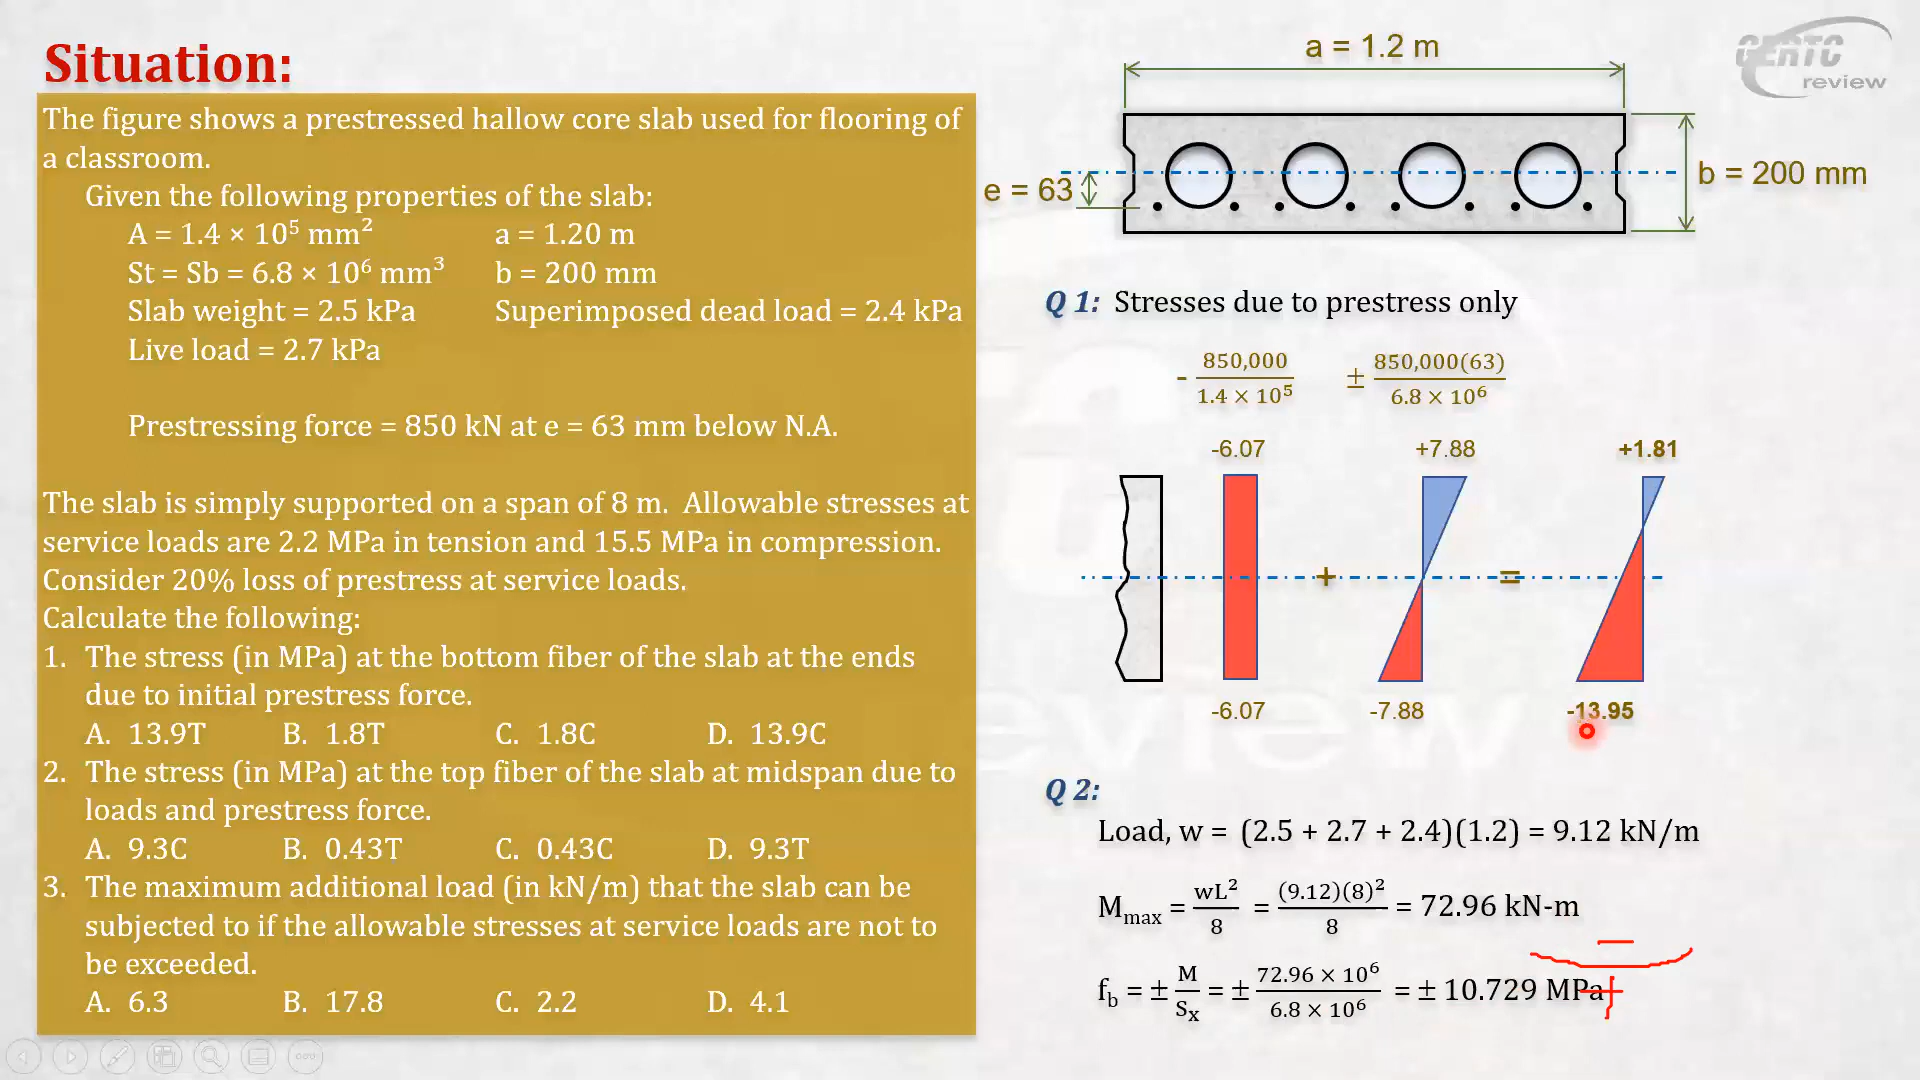 Situation:
The figure shows a prestressed hallow core slab used for flooring of
a classroom.
Given the following properties of the slab:
A = 1.4 × 10⁵ mm²
a = 1.20 m
St = Sb = 6.8 × 10⁶ mm³
b = 200 mm
Slab weight = 2.5 kPa
Superimposed dead load = 2.4 kPa
Live load = 2.7 kPa
Prestressing force = 850 kN at e = 63 mm below N.A.
The slab is simply supported on a span of 8 m. Allowable stresses at
service loads are 2.2 MPa in tension and 15.5 MPa in compression.
Consider 20% loss of prestress at service loads.
Calculate the following:
1. The stress (in MPa) at the bottom fiber of the slab at the ends
due to initial prestress force.
A. 13.9T B. 1.8T C. 1.8C D. 13.9C
2. The stress (in MPa) at the top fiber of the slab at midspan due to
loads and prestress force.
A. 9.3C B. 0.43T C. 0.43C D. 9.3T
3. The maximum additional load (in kN/m) that the slab can be
subjected to if the allowable stresses at service loads are not to
be exceeded.
A. 6.3 B. 17.8 C. 2.2 D. 4.1
CERTC
review
a = 1.2 m
b = 200 mm
e = 63
Q 1: Stresses due to prestress only
- 850,000 / 1.4 × 10⁵ ± 850,000(63) / 6.8 × 10⁶
-6.07 +7.88 +1.81
+ =
-6.07 -7.88 -13.95
review
Q 2:
Load, w = (2.5 + 2.7 + 2.4)(1.2) = 9.12 kN/m
Mmax = wL² / 8 = (9.12)(8)² / 8 = 72.96 kN-m
fb = ± M / Sx = ± 72.96 × 10⁶ / 6.8 × 10⁶ = ± 10.729 MPa